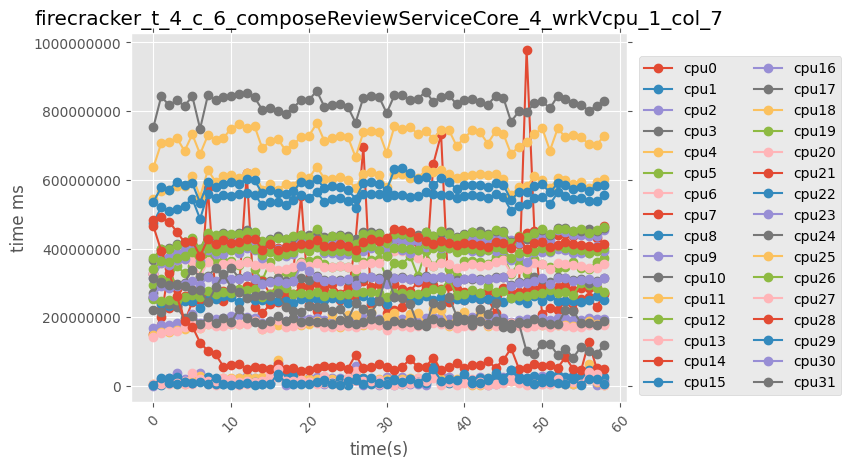 firecracker_t_4_c_6_composeReviewServiceCore_4_wrkVcpu_1_col_7
time ms
1000000000
800000000
600000000
400000000
200000000
0
0
10
20
30
40
50
60
time(s)
cpu0
cpu1
cpu2
cpu3
cpu4
cpu5
cpu6
cpu7
cpu8
cpu9
cpu10
cpu11
cpu12
cpu13
cpu14
cpu15
cpu16
cpu17
cpu18
cpu19
cpu20
cpu21
cpu22
cpu23
cpu24
cpu25
cpu26
cpu27
cpu28
cpu29
cpu30
cpu31